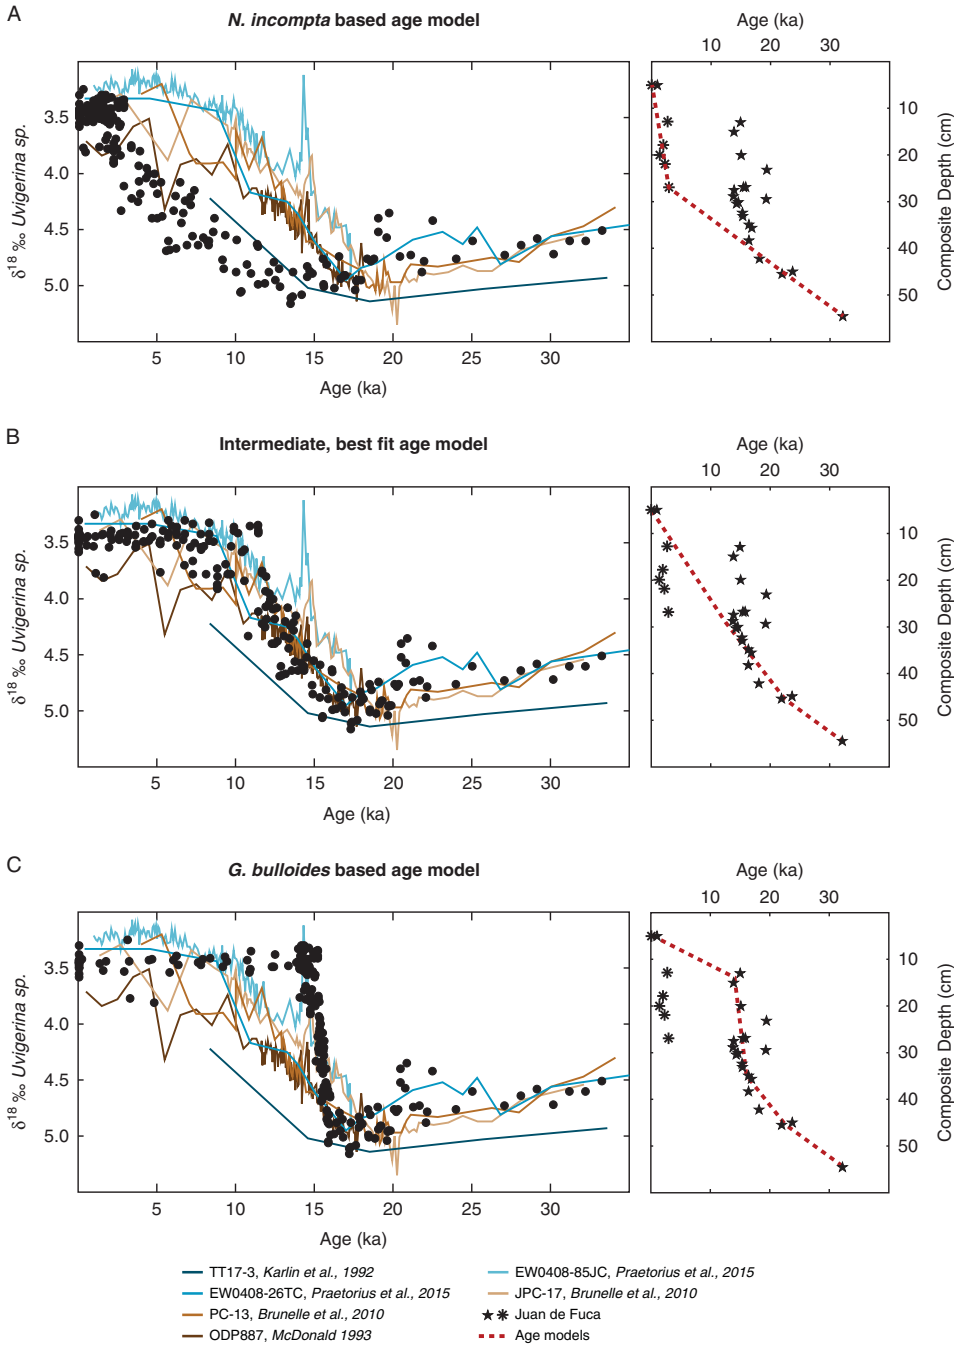 A
N. incompta based age model
Age (ka)
10 20 30
3.5
4.0
4.5
5.0
δ18 ‰ Uvigerina sp.
5 10 15 20 25 30
Age (ka)
10
20
30
40
50
Composite Depth (cm)
B
Intermediate, best fit age model
Age (ka)
10 20 30
3.5
4.0
4.5
5.0
δ18 ‰ Uvigerina sp.
5 10 15 20 25 30
Age (ka)
10
20
30
40
50
Composite Depth (cm)
C
G. bulloides based age model
Age (ka)
10 20 30
3.5
4.0
4.5
5.0
δ18 ‰ Uvigerina sp.
5 10 15 20 25 30
Age (ka)
10
20
30
40
50
Composite Depth (cm)
TT17-3, Karlin et al., 1992
EW0408-26TC, Praetorius et al., 2015
PC-13, Brunelle et al., 2010
ODP887, McDonald 1993
EW0408-85JC, Praetorius et al., 2015
JPC-17, Brunelle et al., 2010
Juan de Fuca
Age models